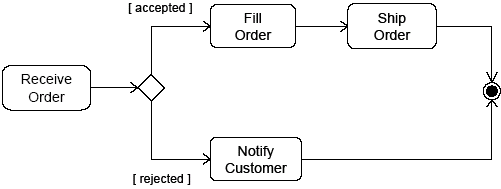 [ accepted ]
Fill
Order
Ship
Order
Receive
Order
Notify
Customer
[ rejected ]